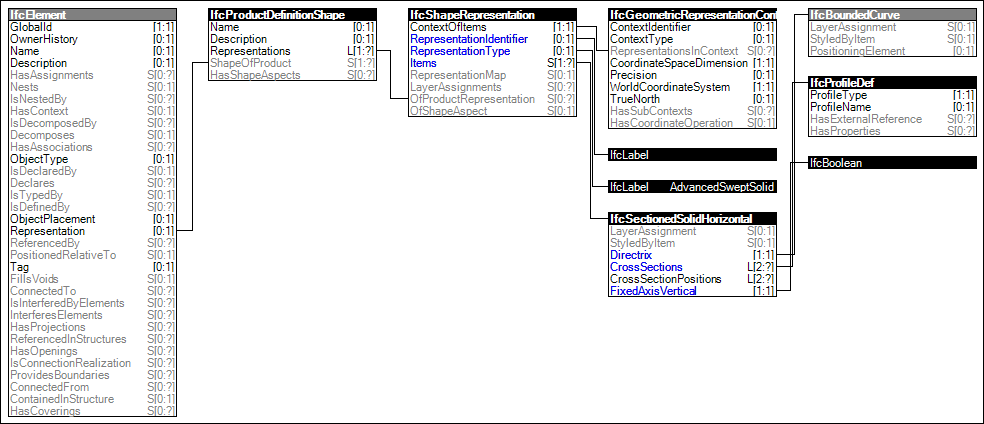 IfcElement
GlobalId [1:1]
OwnerHistory [0:1]
Name [0:1]
Description [0:1]
HasAssignments S[0:?]
Nests S[0:1]
IsNestedBy S[0:?]
HasContext S[0:1]
IsDecomposedBy S[0:?]
Decomposes S[0:1]
HasAssociations S[0:?]
ObjectType [0:1]
IsDeclaredBy S[0:1]
Declares S[0:?]
IsTypedBy S[0:1]
IsDefinedBy S[0:?]
ObjectPlacement [0:1]
Representation [0:1]
ReferencedBy S[0:?]
PositionedRelativeTo S[0:1]
Tag [0:1]
FillsVoids S[0:1]
ConnectedTo S[0:?]
IsInterferedByElements S[0:?]
InterferesElements S[0:?]
HasProjections S[0:?]
ReferencedInStructures S[0:?]
HasOpenings S[0:?]
IsConnectionRealization S[0:?]
ProvidesBoundaries S[0:?]
ConnectedFrom S[0:?]
ContainedInStructure S[0:1]
HasCoverings S[0:?]
IfcProductDefinitionShape
Name [0:1]
Description [0:1]
Representations L[1:?]
ShapeOfProduct S[1:?]
HasShapeAspects S[0:?]
IfcShapeRepresentation
ContextOfItems [1:1]
RepresentationIdentifier [0:1]
RepresentationType [0:1]
Items S[1:?]
RepresentationMap S[0:1]
LayerAssignments S[0:?]
OfProductRepresentation S[0:?]
OfShapeAspect S[0:1]
IfcGeometricRepresentationCont
ContextIdentifier [0:1]
ContextType [0:1]
RepresentationsInContext S[0:?]
CoordinateSpaceDimension [1:1]
Precision [0:1]
WorldCoordinateSystem [1:1]
TrueNorth [0:1]
HasSubContexts S[0:?]
HasCoordinateOperation S[0:1]
IfcLabel
IfcLabel AdvancedSweptSolid
IfcSectionedSolidHorizontal
LayerAssignment S[0:?]
StyledByItem S[0:1]
Directrix [1:1]
CrossSections L[2:?]
CrossSectionPositions L[2:?]
FixedAxisVertical [1:1]
IfcBoundedCurve
LayerAssignment S[0:?]
StyledByItem S[0:1]
PositioningElement [0:1]
IfcProfileDef
ProfileType [1:1]
ProfileName [0:1]
HasExternalReference S[0:?]
HasProperties S[0:?]
IfcBoolean